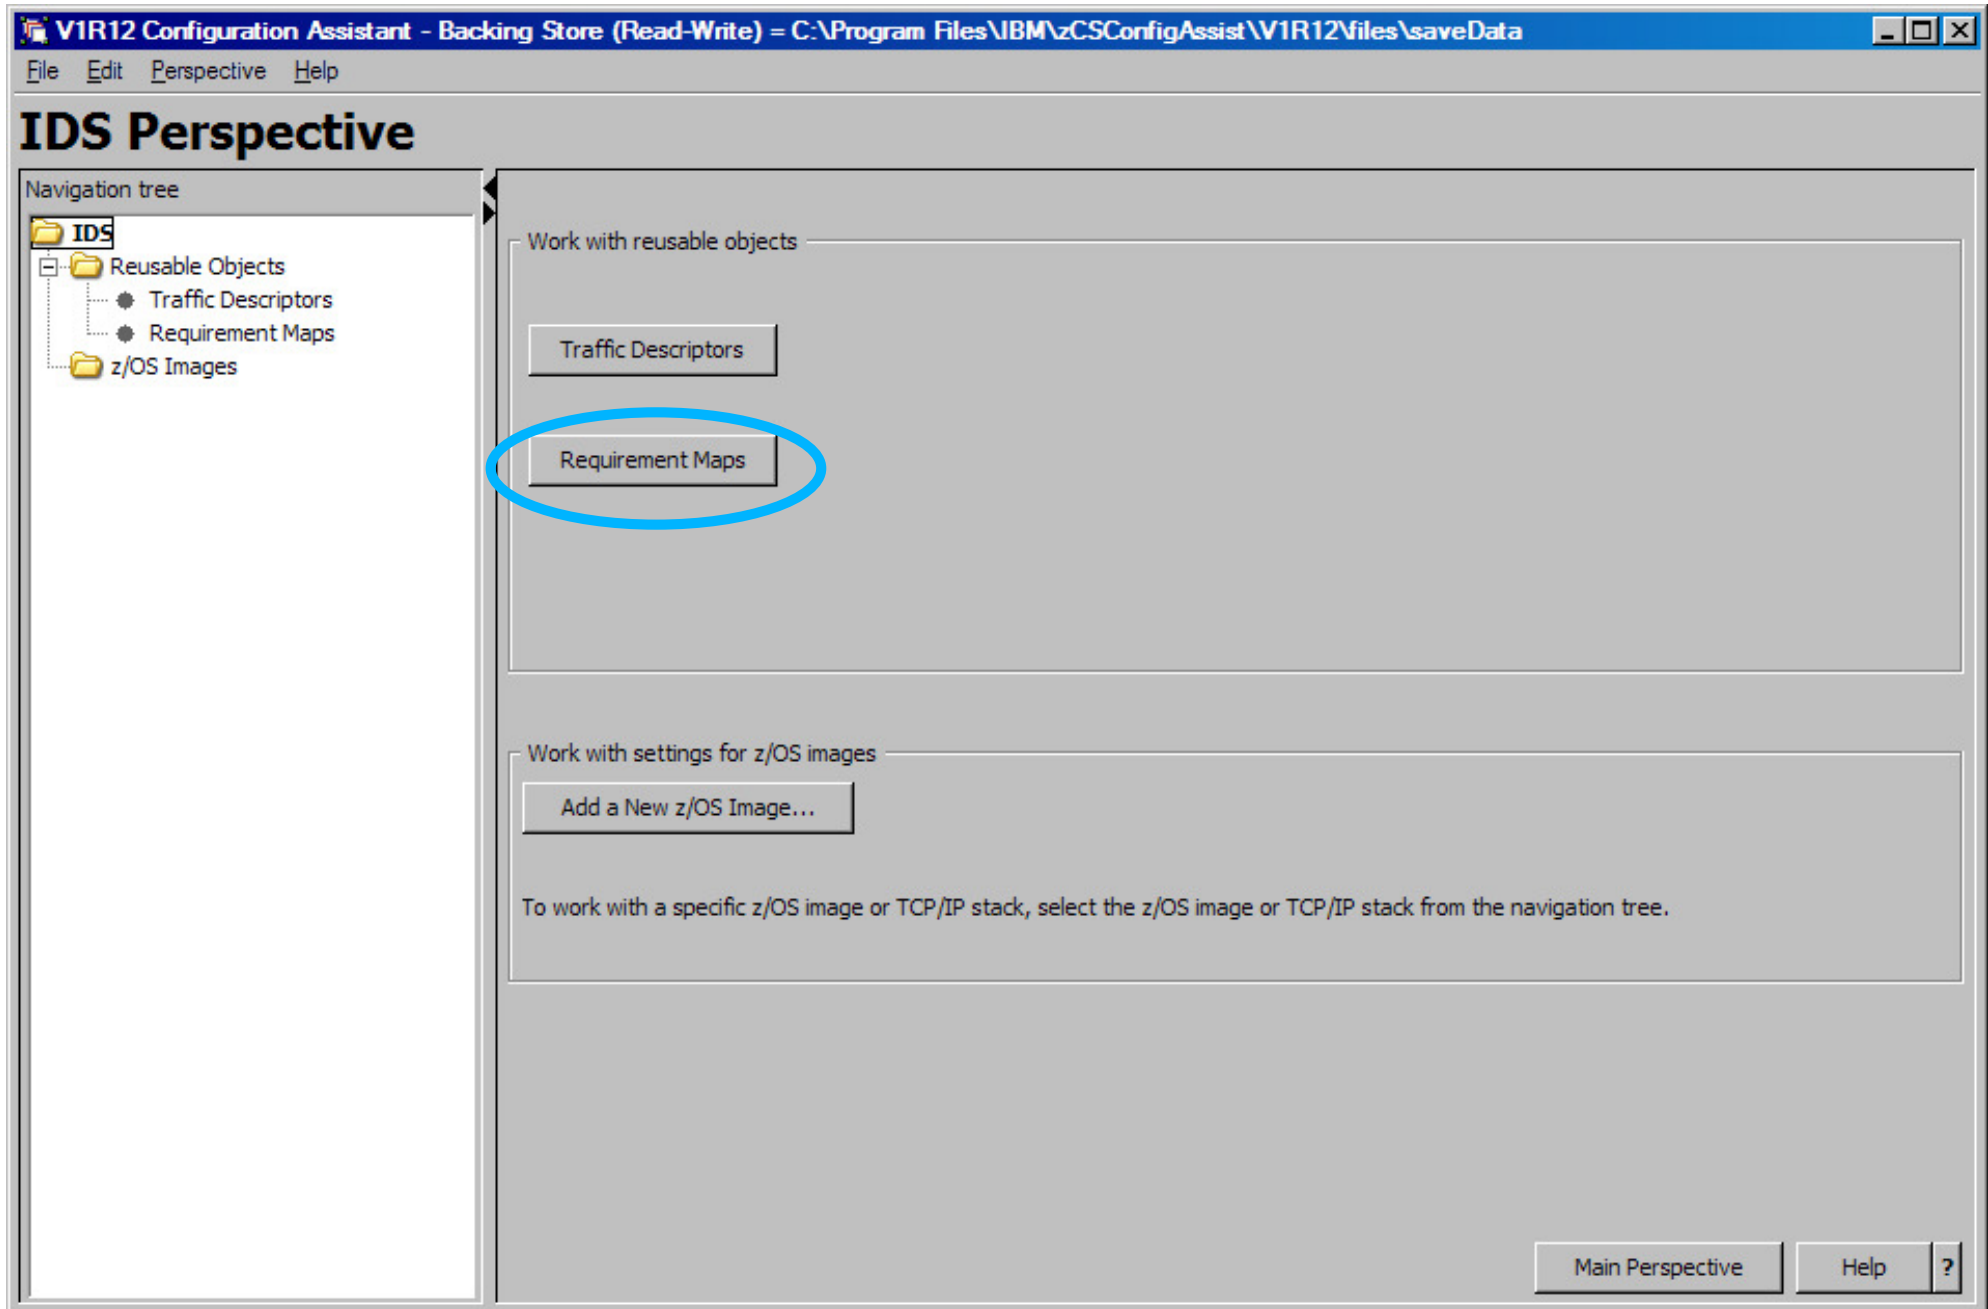 V1R12 Configuration Assistant - Backing Store (Read-Write) = C:\Program Files\IBM\zCSConfigAssist\V1R12\files\saveData
File Edit Perspective Help
IDS Perspective
Navigation tree
IDS
Reusable Objects
Traffic Descriptors
Requirement Maps
z/OS Images
Work with reusable objects
Traffic Descriptors
Requirement Maps
Work with settings for z/OS images
Add a New z/OS Image...
To work with a specific z/OS image or TCP/IP stack, select the z/OS image or TCP/IP stack from the navigation tree.
Main Perspective Help ?